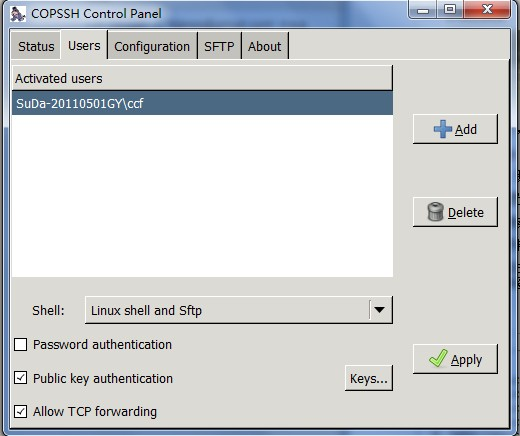 COPSSH Control Panel
Status Users Configuration SFTP About
Activated users
SuDa-20110501GY\ccf
Add
Delete
Shell: Linux shell and Sftp
Password authentication
Apply
Public key authentication Keys...
Allow TCP forwarding